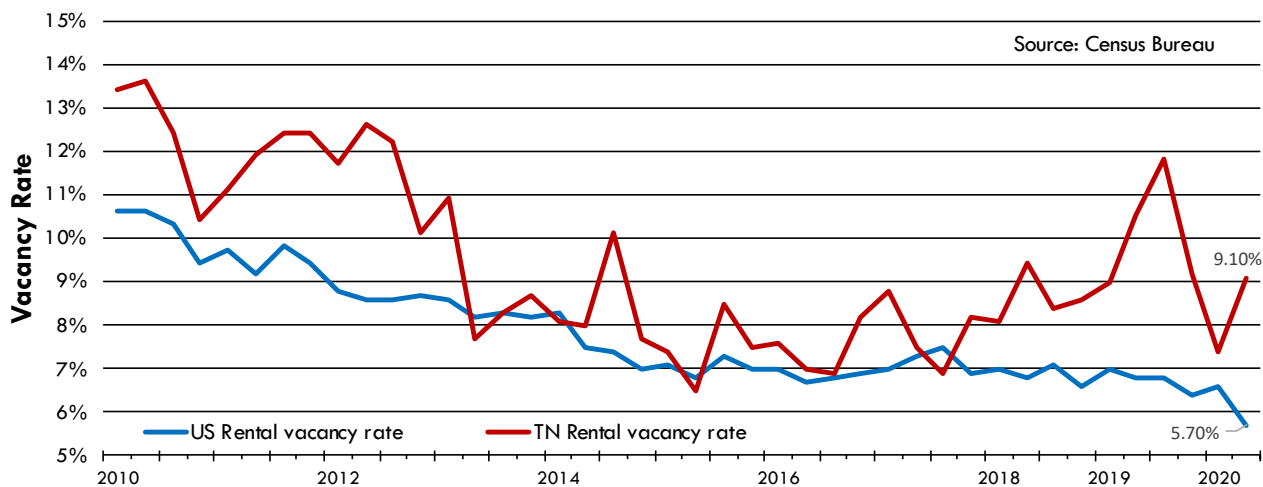 15%
Source: Census Bureau
14%
13%
12%
11%
10%
9.10%
9%
8%
7%
6%
US Rental vacancy rate
TN Rental vacancy rate
5.70%
5%
Vacancy Rate
2010 2012 2014 2016 2018 2019 2020